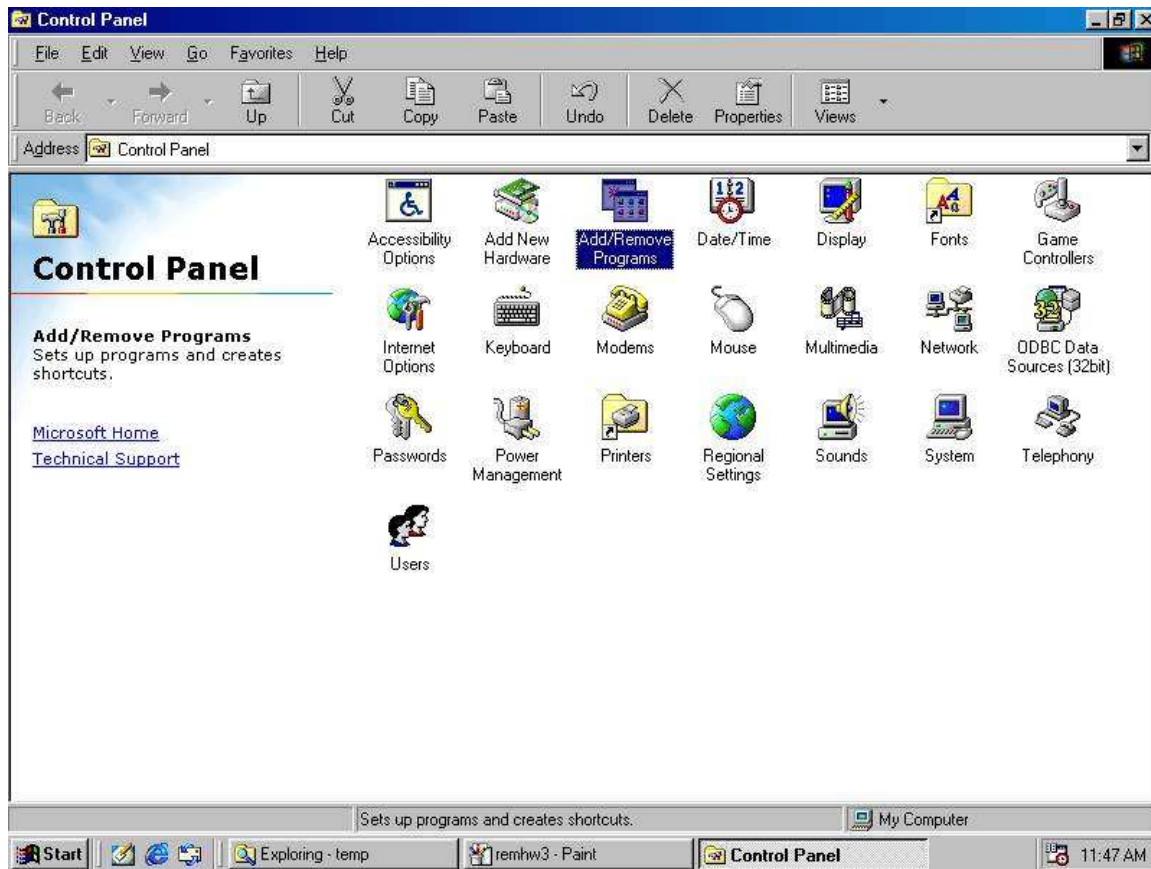 Control Panel
File Edit View Go Favorites Help
Back Forward Up Cut Copy Paste Undo Delete Properties Views
Address Control Panel
Control Panel
Add/Remove Programs
Sets up programs and creates
shortcuts.
Microsoft Home
Technical Support
Accessibility
Options
Add New
Hardware
Add/Remove
Programs
Date/Time
Display
Fonts
Game
Controllers
Internet
Options
Keyboard
Modems
Mouse
Multimedia
Network
ODBC Data
Sources (32bit)
Passwords
Power
Management
Printers
Regional
Settings
Sounds
System
Telephony
Users
Sets up programs and creates shortcuts.
My Computer
Start
Exploring - temp
remhw3 - Paint
Control Panel
11:47 AM